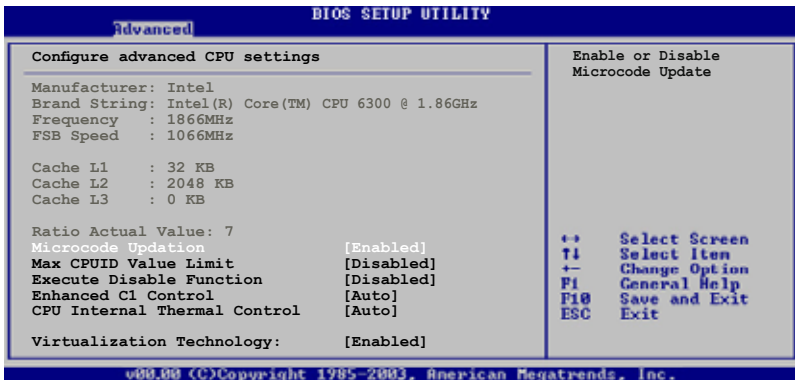 BIOS SETUP UTILITY
Advanced
Configure advanced CPU settings
Manufacturer: Intel
Brand String: Intel(R) Core(TM) CPU 6300 @ 1.86GHz
Frequency : 1866MHz
FSB Speed : 1066MHz
Cache L1 : 32 KB
Cache L2 : 2048 KB
Cache L3 : 0 KB
Ratio Actual Value: 7
Microcode Updation [Enabled]
Max CPUID Value Limit [Disabled]
Execute Disable Function [Disabled]
Enhanced C1 Control [Auto]
CPU Internal Thermal Control [Auto]
Virtualization Technology: [Enabled]
Enable or Disable
Microcode Update
←→ Select Screen
↑↓ Select Item
+- Change Option
F1 General Help
F10 Save and Exit
ESC Exit
v00.00 (C)Copyright 1985-2003, American Megatrends, Inc.